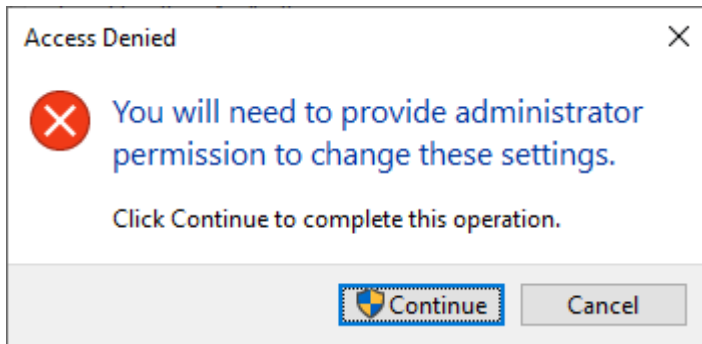 Access Denied
You will need to provide administrator
permission to change these settings.
Click Continue to complete this operation.
Continue Cancel